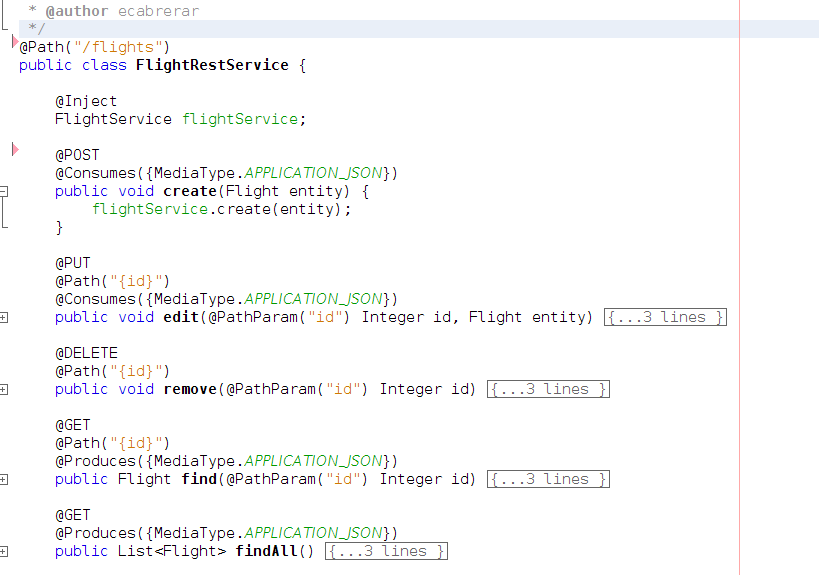 * @author ecabrerar
*/
@Path("/flights")
public class FlightRestService {
@Inject
FlightService flightService;
@POST
@Consumes({MediaType.APPLICATION_JSON})
public void create(Flight entity) {
flightService.create(entity);
}
@PUT
@Path("{id}")
@Consumes({MediaType.APPLICATION_JSON})
public void edit(@PathParam("id") Integer id, Flight entity) {...3 lines }
@DELETE
@Path("{id}")
public void remove(@PathParam("id") Integer id) {...3 lines }
@GET
@Path("{id}")
@Produces({MediaType.APPLICATION_JSON})
public Flight find(@PathParam("id") Integer id) {...3 lines }
@GET
@Produces({MediaType.APPLICATION_JSON})
public List<Flight> findAll() {...3 lines }